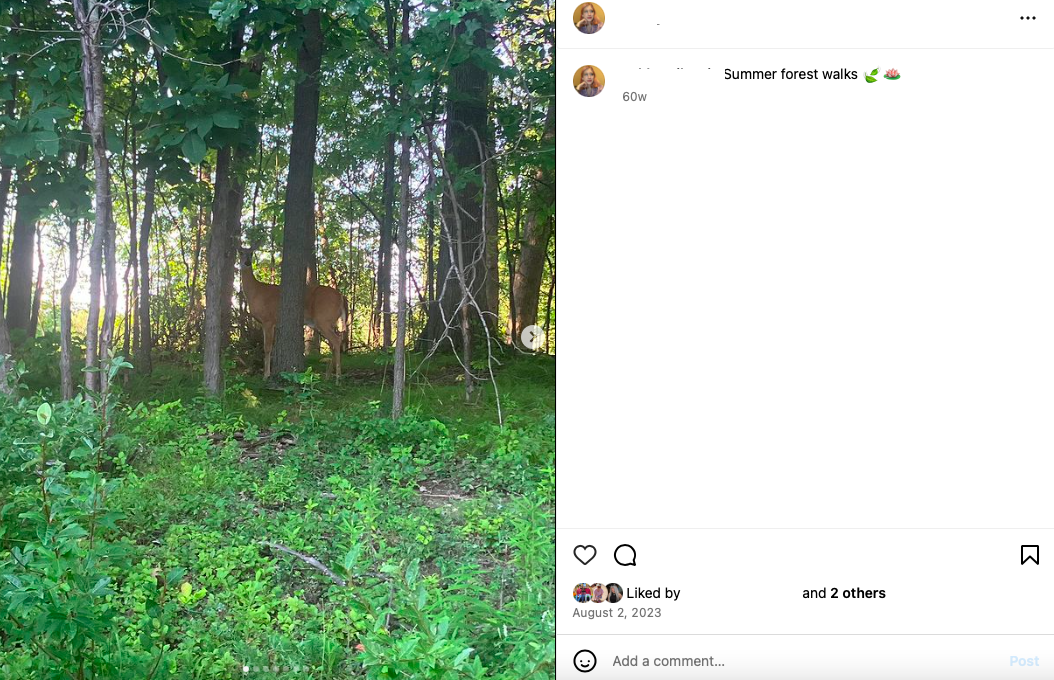 Summer forest walks 🍃🪷
60w
Liked by and 2 others
August 2, 2023
Add a comment...
Post